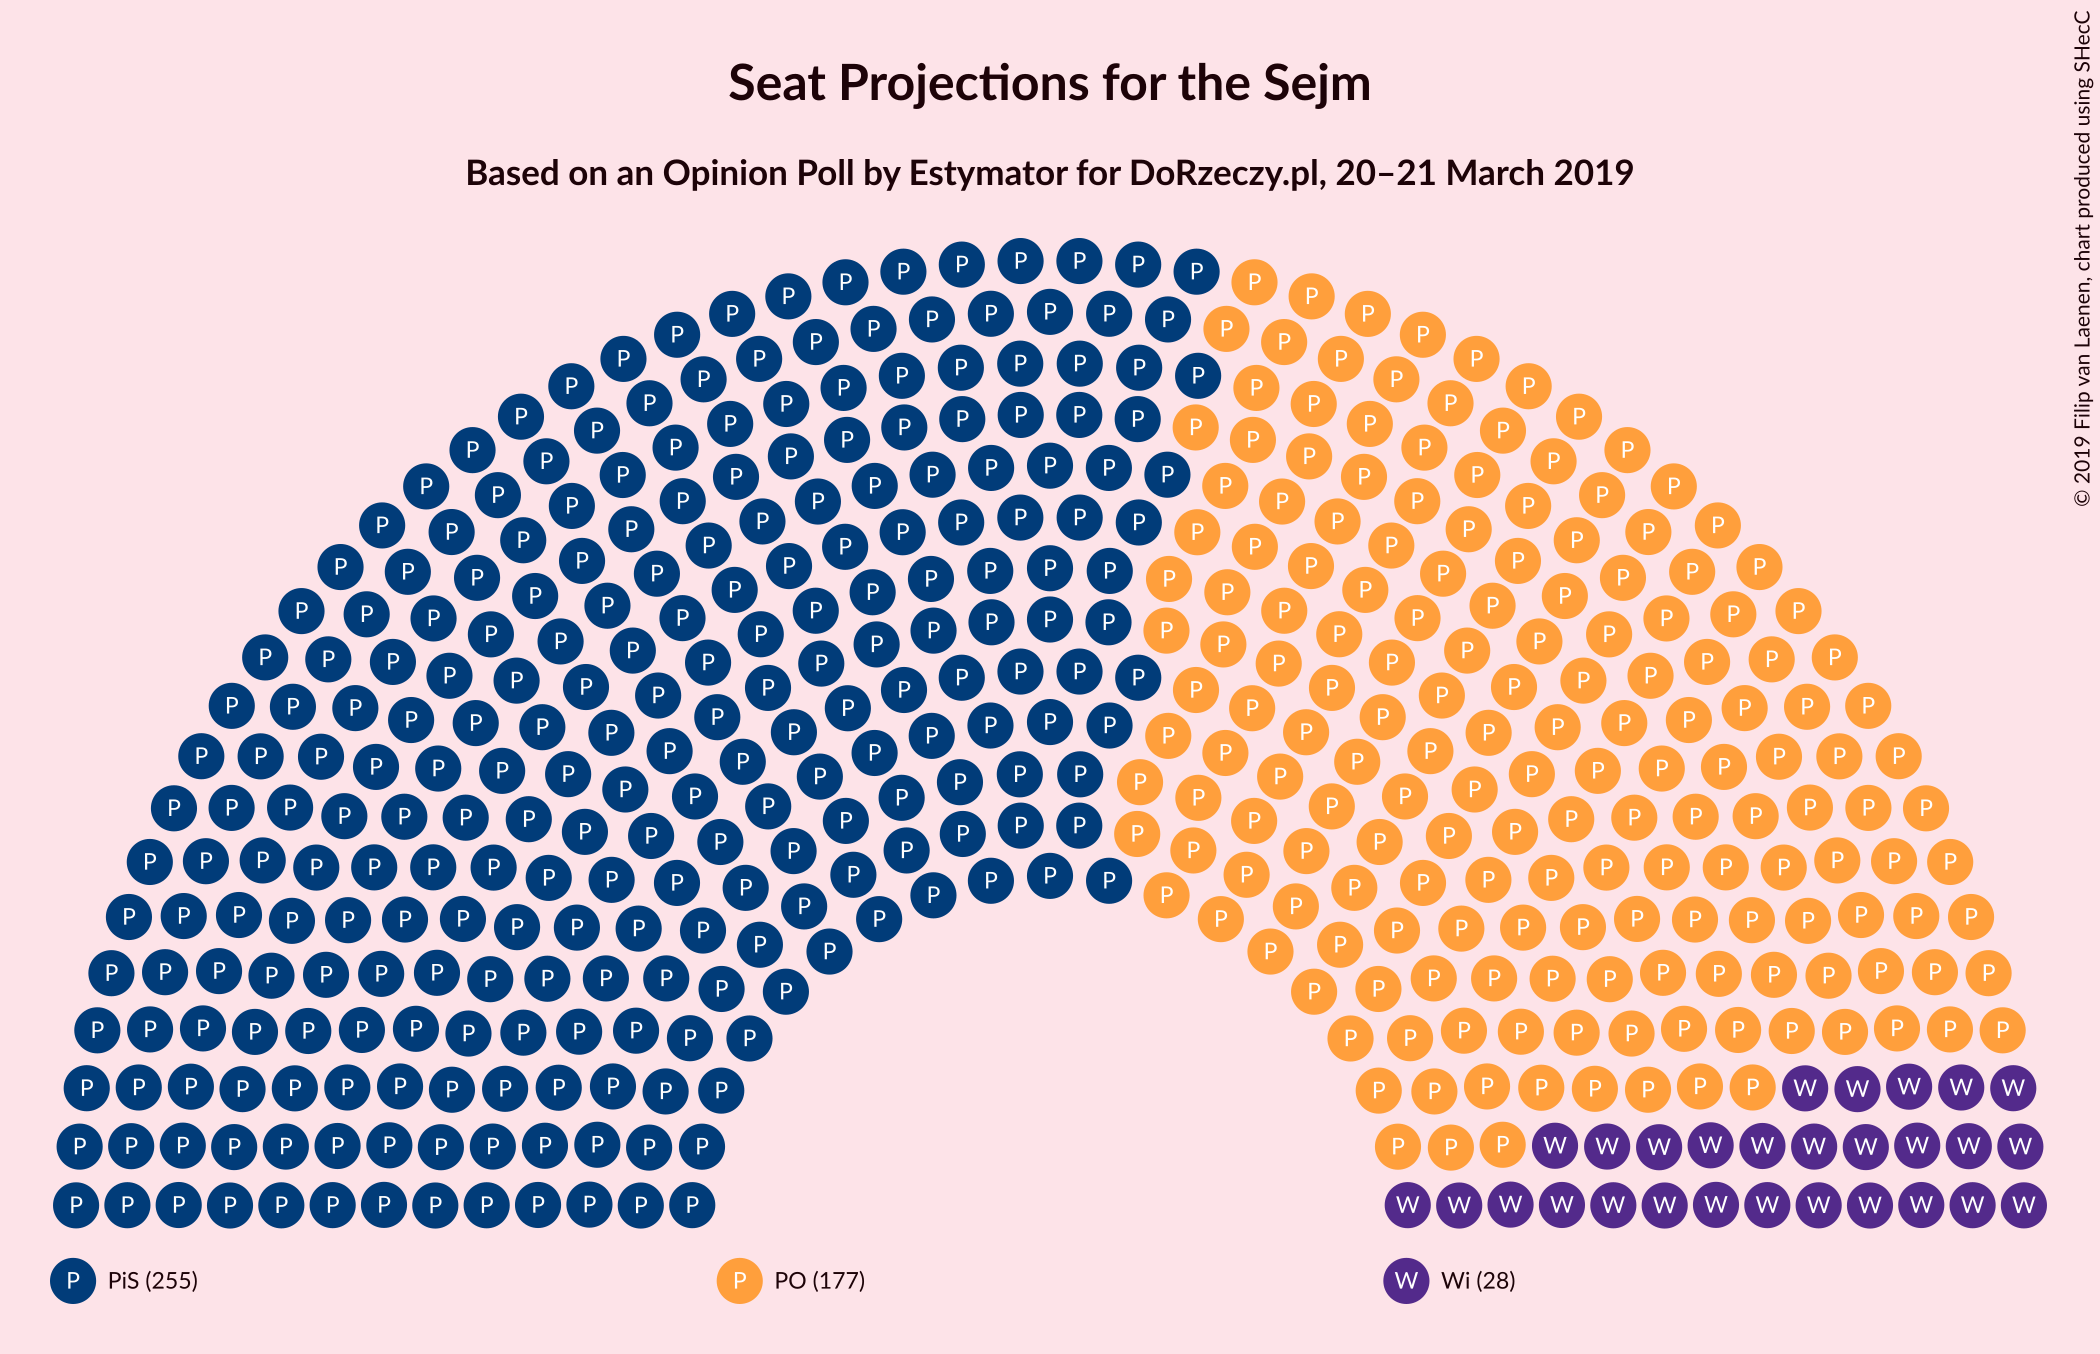 Seat Projections for the Sejm
Based on an Opinion Poll by Estymator for DoRzeczy.pl, 20–21 March 2019
© 2019 Filip van Laenen, chart produced using SHecC
P PiS (255)
P PO (177)
W Wi (28)